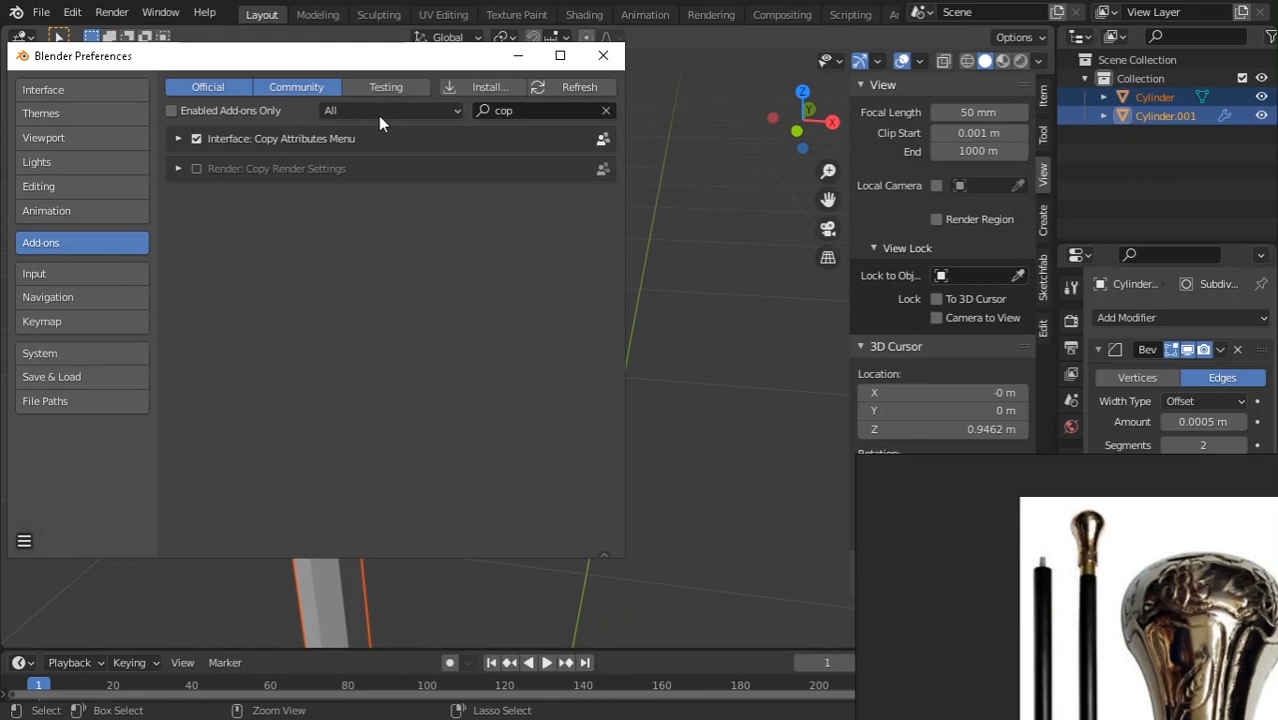 File Edit Render Window Help Layout Modeling Sculpting UV Editing Texture Paint Shading Animation Rendering Compositing Scripting Scene View Layer
Global Options
Blender Preferences
Interface
Themes
Viewport
Lights
Editing
Animation
Add-ons
Input
Navigation
Keymap
System
Save & Load
File Paths
Official Community Testing Install... Refresh
Enabled Add-ons Only All cop
Interface: Copy Attributes Menu
Render: Copy Render Settings
Z
Y
X
View
Focal Length 50 mm
Clip Start 0.001 m
End 1000 m
Local Camera
Render Region
View Lock
Lock to Obj...
Lock To 3D Cursor
Camera to View
3D Cursor
Location:
X -0 m
Y 0 m
Z 0.9462 m
Item
Tool
View
Create
Sketchfab
Edit
Scene Collection
Collection
Cylinder
Cylinder.001
Cylinder... Subdiv...
Add Modifier
Bev
Vertices Edges
Width Type Offset
Amount 0.0005 m
Segments 2
Playback Keying View Marker 1
1 20 40 60 80 100 120 140 160 180 200
Select Box Select Zoom View Lasso Select